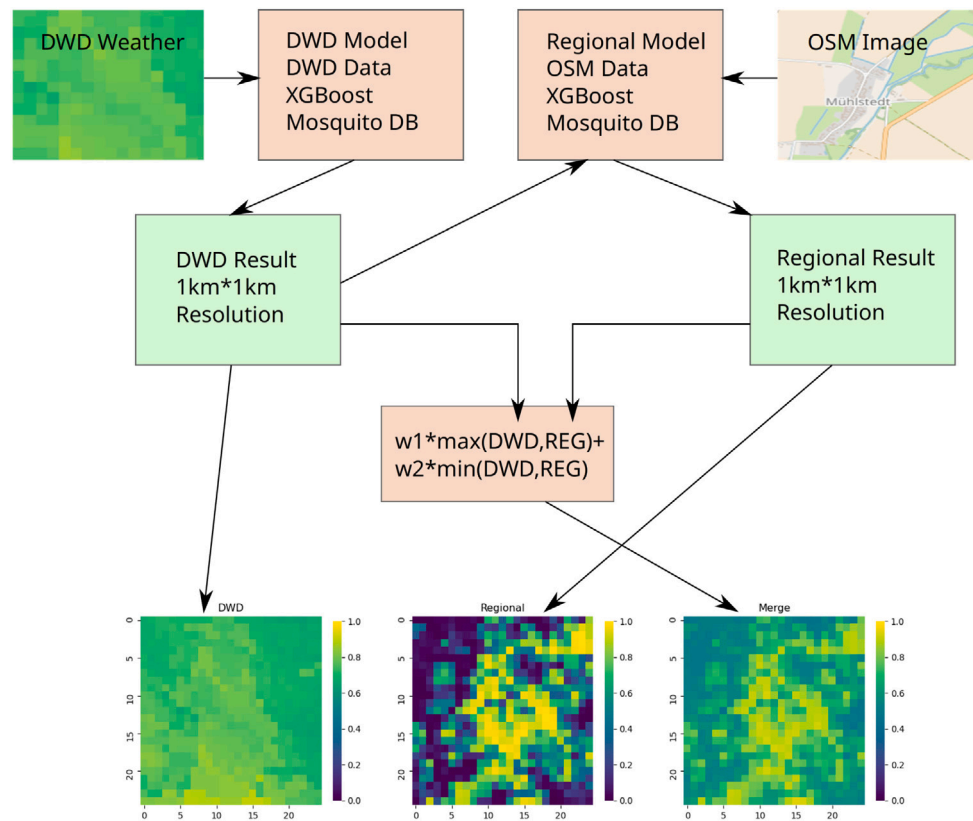 DWD Weather
DWD Model
DWD Data
XGBoost
Mosquito DB
Regional Model
OSM Data
XGBoost
Mosquito DB
OSM Image
Mühlstedt
DWD Result
1km*1km
Resolution
Regional Result
1km*1km
Resolution
w1*max(DWD,REG)+
w2*min(DWD,REG)
DWD
0
5
10
15
20
0 5 10 15 20
1.0
0.8
0.6
0.4
0.2
0.0
Regional
0
5
10
15
20
0 5 10 15 20
1.0
0.8
0.6
0.4
0.2
0.0
Merge
0
5
10
15
20
0 5 10 15 20
1.0
0.8
0.6
0.4
0.2
0.0